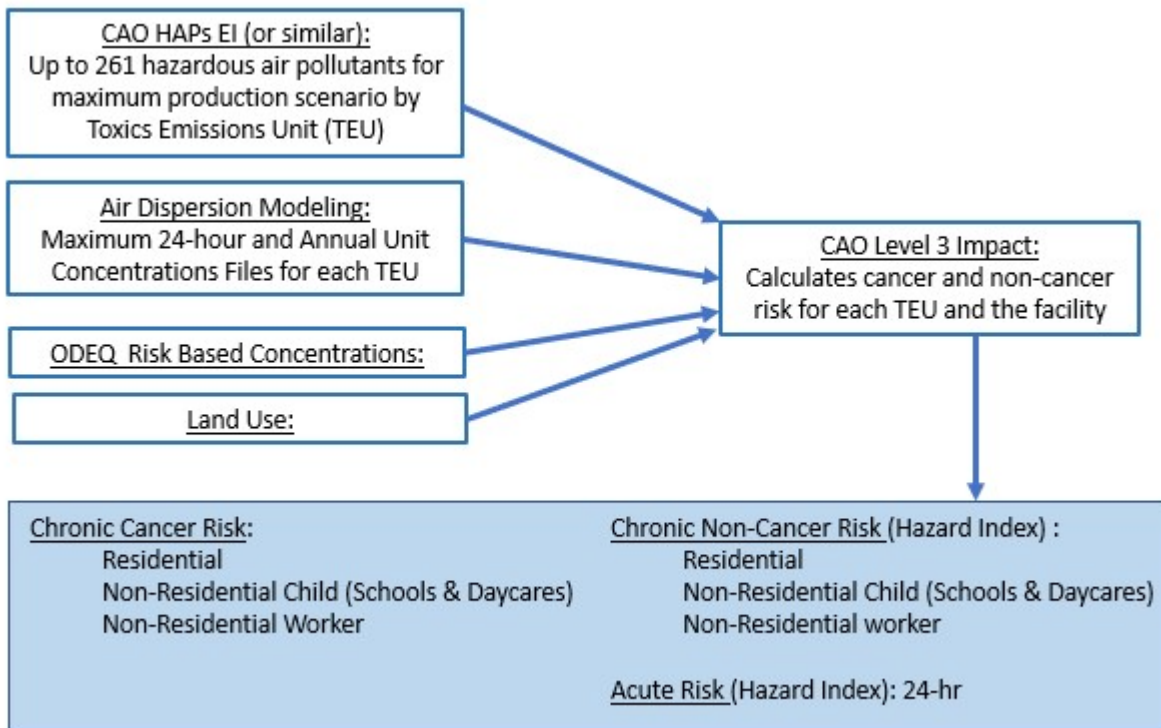 CAO HAPs EI (or similar):
Up to 261 hazardous air pollutants for
maximum production scenario by
Toxics Emissions Unit (TEU)
Air Dispersion Modeling:
Maximum 24-hour and Annual Unit
Concentrations Files for each TEU
ODEQ Risk Based Concentrations:
Land Use:
CAO Level 3 Impact:
Calculates cancer and non-cancer
risk for each TEU and the facility
Chronic Cancer Risk:
Residential
Non-Residential Child (Schools & Daycares)
Non-Residential Worker
Chronic Non-Cancer Risk (Hazard Index) :
Residential
Non-Residential Child (Schools & Daycares)
Non-Residential worker
Acute Risk (Hazard Index): 24-hr